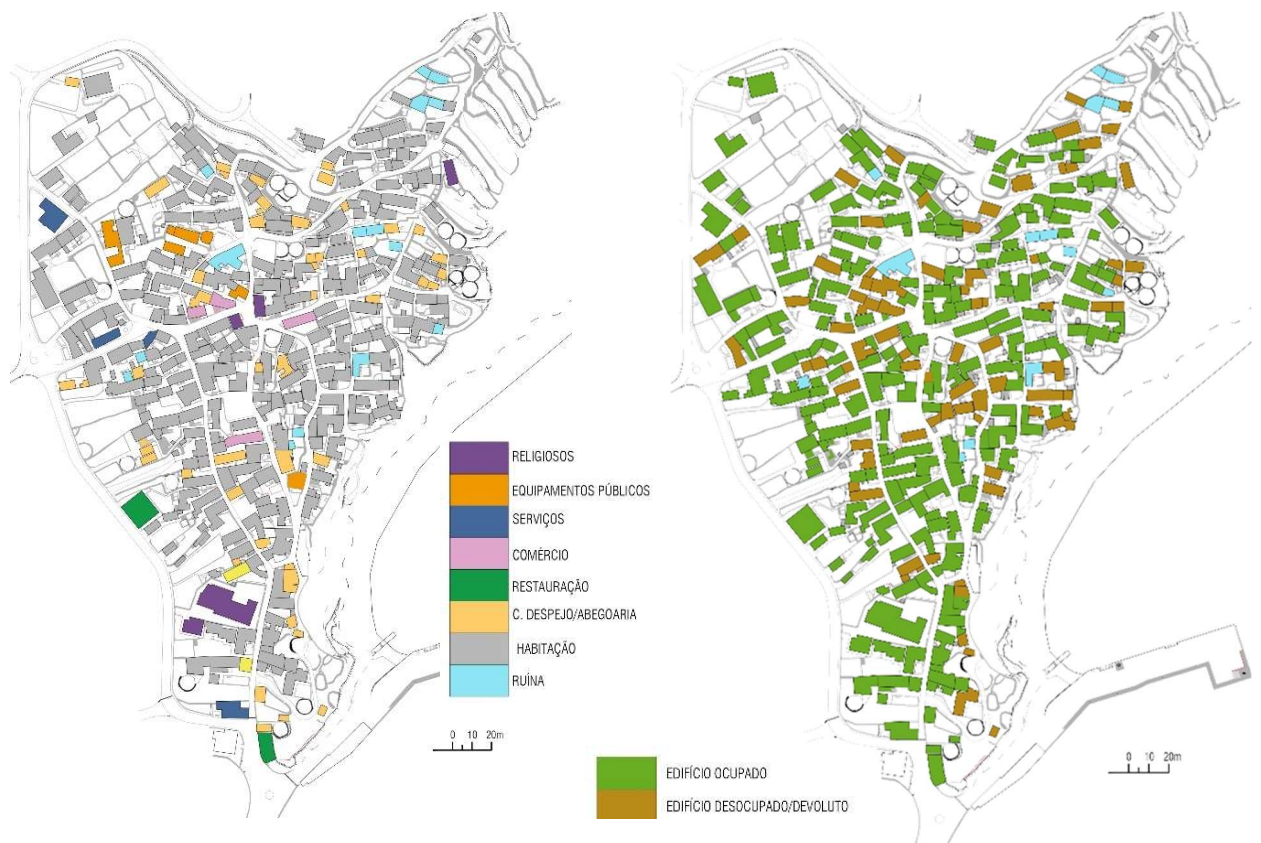 RELIGIOSOS
EQUIPAMENTOS PÚBLICOS
SERVIÇOS
COMÉRCIO
RESTAURAÇÃO
C. DESPEJO/ABEGOARIA
HABITAÇÃO
RUÍNA
0 10 20m
EDIFÍCIO OCUPADO
EDIFÍCIO DESOCUPADO/DEVOLUTO
0 10 20m